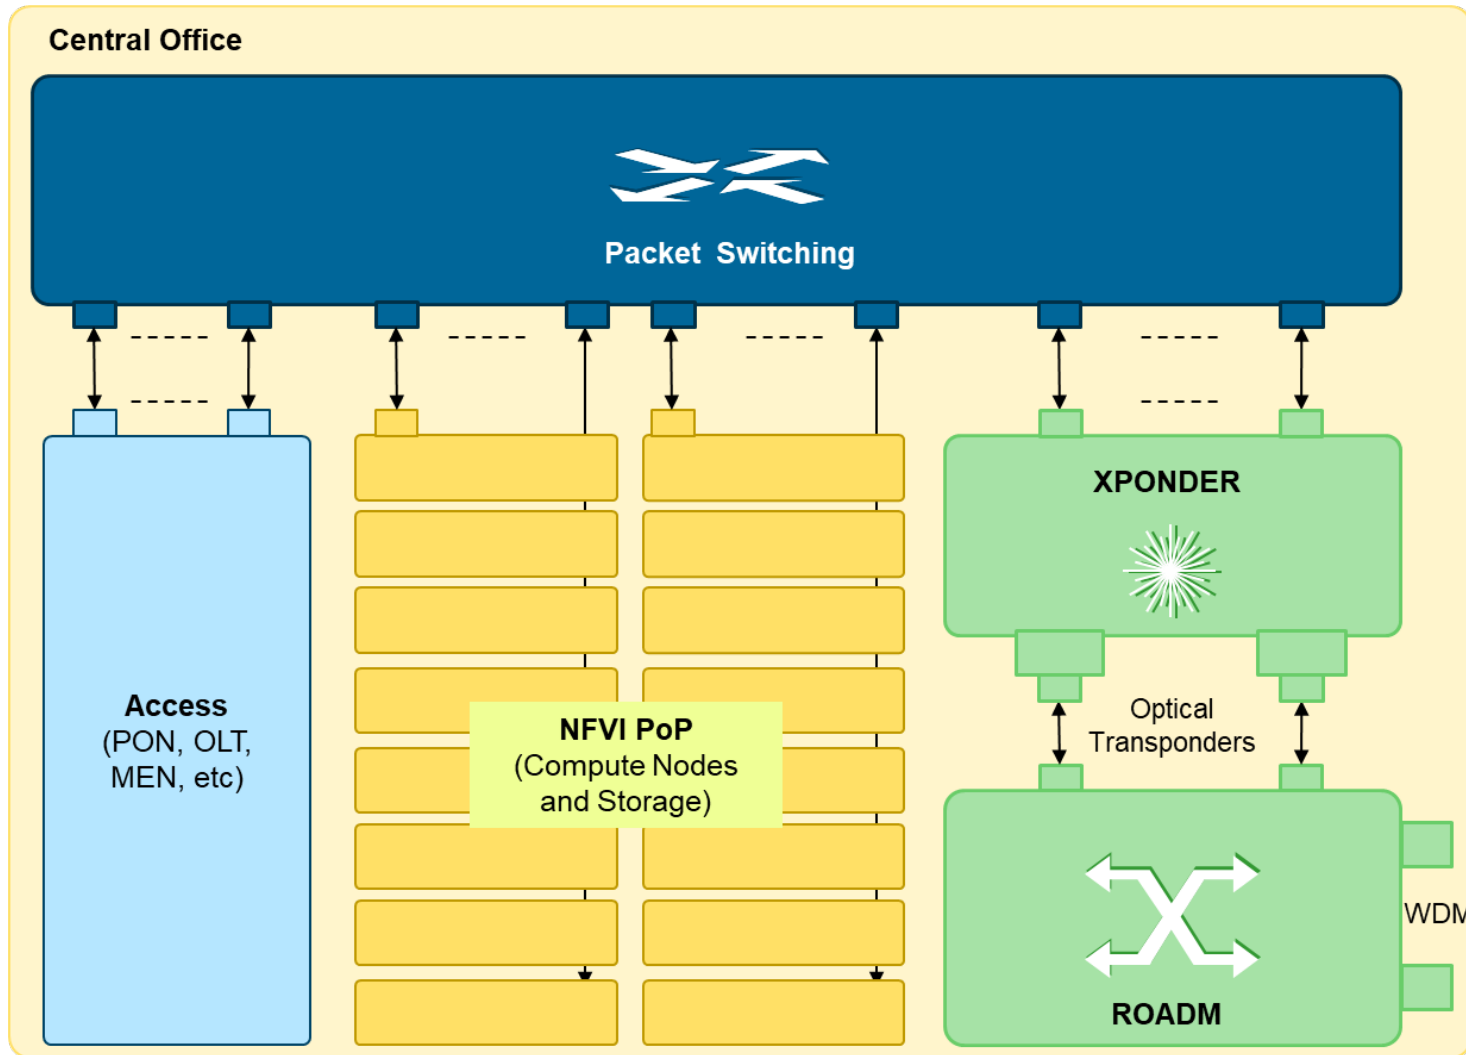 Central Office
Packet Switching
XPONDER
Access
(PON, OLT,
MEN, etc)
NFVI PoP
(Compute Nodes
and Storage)
Optical
Transponders
WDM
ROADM